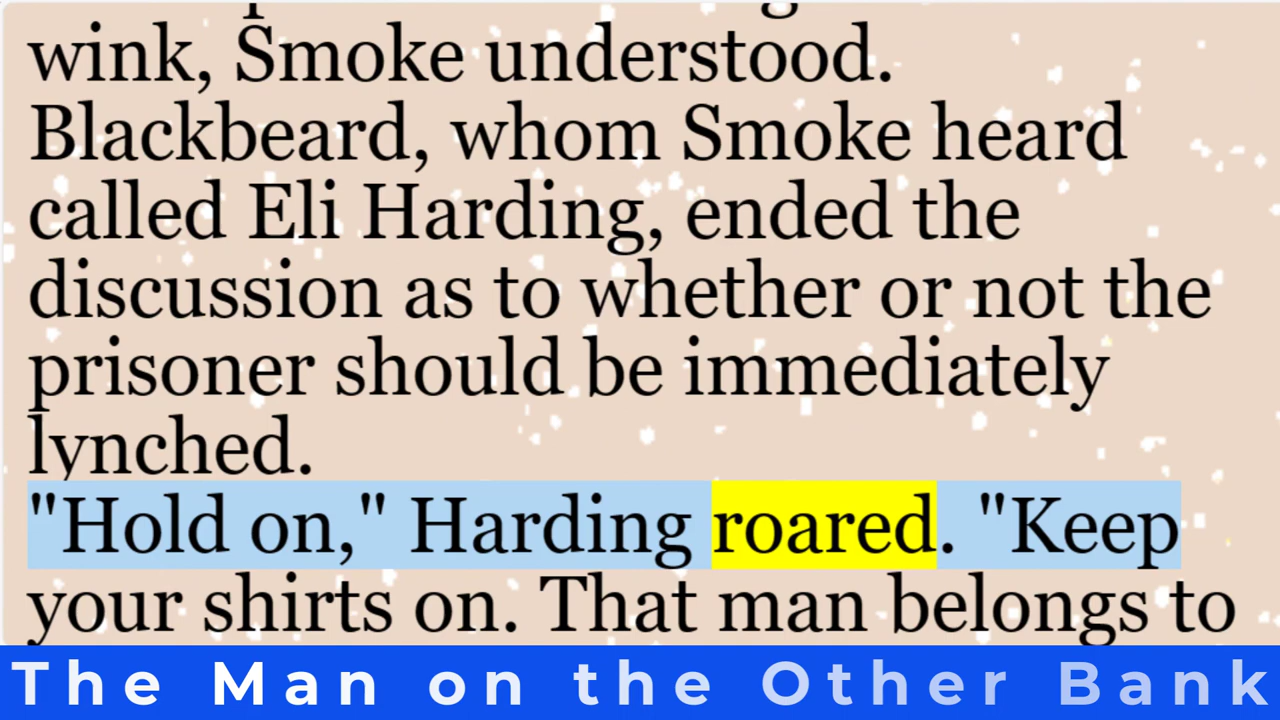 wink, Smoke understood.
Blackbeard, whom Smoke heard
called Eli Harding, ended the
discussion as to whether or not the
prisoner should be immediately
lynched.
"Hold on," Harding roared. "Keep
your shirts on. That man belongs to
The Man on the Other Bank